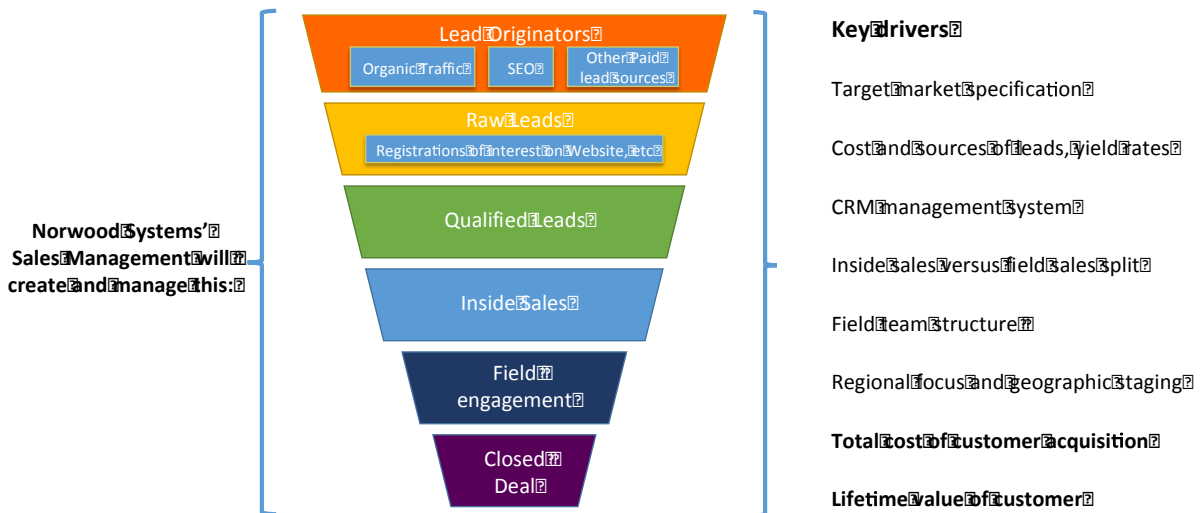 Norwood Systems'
Sales Management will
create and manage this:
Lead Originators
Organic Traffic
SEO
Other Paid
lead sources
Raw Leads
Registrations of interest on Website, etc
Qualified Leads
Inside Sales
Field
engagement
Closed
Deal
Key drivers
Target market specification
Cost and sources of leads, yield rates
CRM management system
Inside sales versus field sales split
Field team structure
Regional focus and geographic staging
Total cost of customer acquisition
Lifetime value of customer